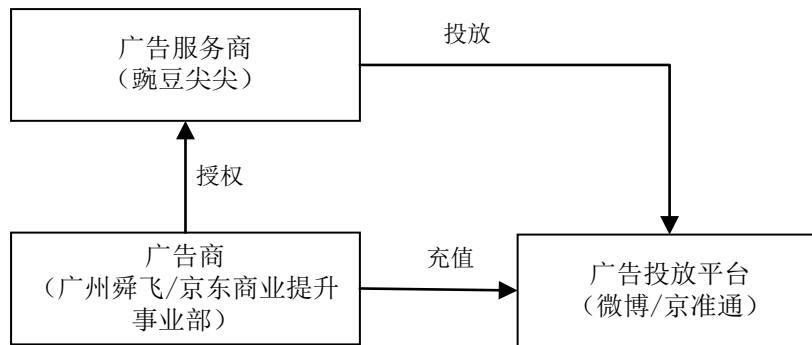 广告服务商
（豌豆尖尖）
投放
授权
广告商
（广州舜飞/京东商业提升
事业部）
充值
广告投放平台
（微博/京准通）